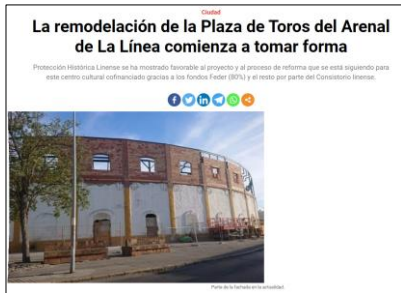 Ciudad
La remodelación de la Plaza de Toros del Arenal
de La Línea comienza a tomar forma
Protección Histórica Linense se ha mostrado favorable al proyecto y al proceso de reforma que se está siguiendo para
este centro cultural cofinanciado gracias a los fondos Feder (80%) y el resto por parte del Consistorio linense.
Parte de la fachada en la actualidad.